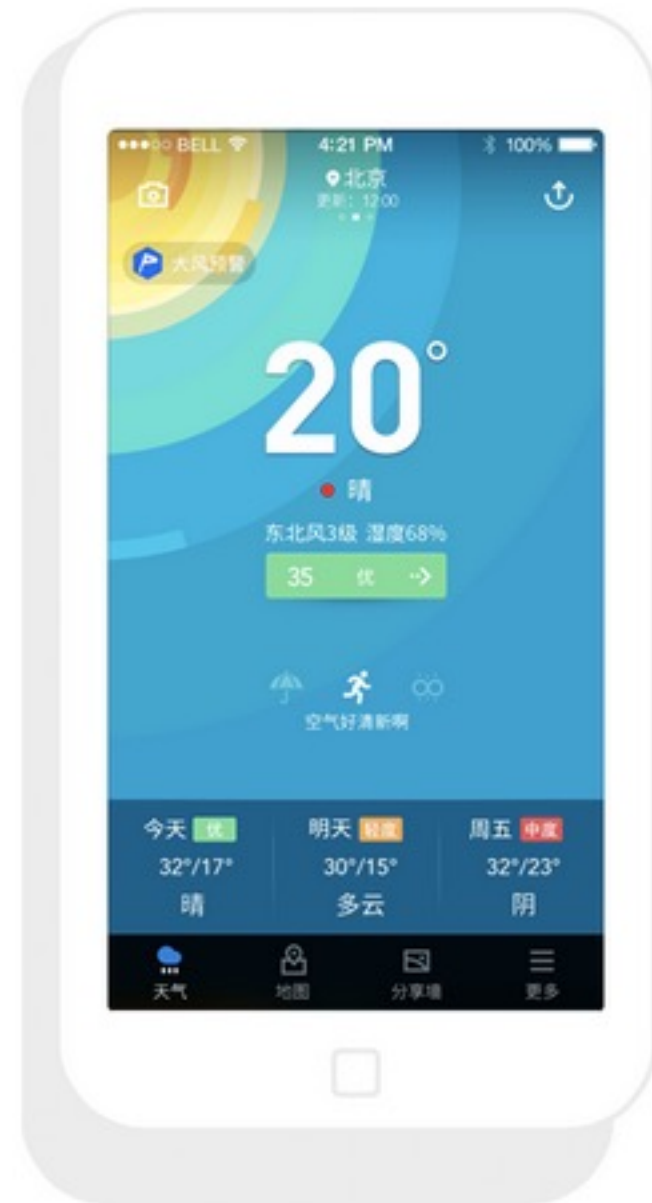 BELL 4:21 PM 100%
北京
更新：12:00
大风预警
20°
晴
东北风3级 湿度68%
35 优
空气好清新啊
今天 优 明天 轻度 周五 中度
32°/17° 30°/15° 32°/23°
晴 多云 阴
天气 地图 分享墙 更多